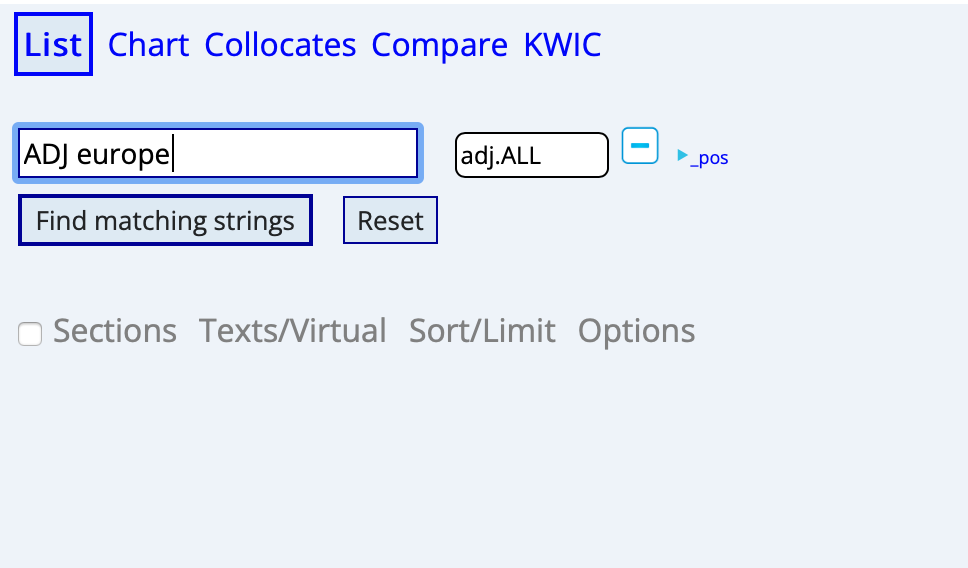 List Chart Collocates Compare KWIC
ADJ europe adj.ALL _pos
Find matching strings Reset
Sections Texts/Virtual Sort/Limit Options